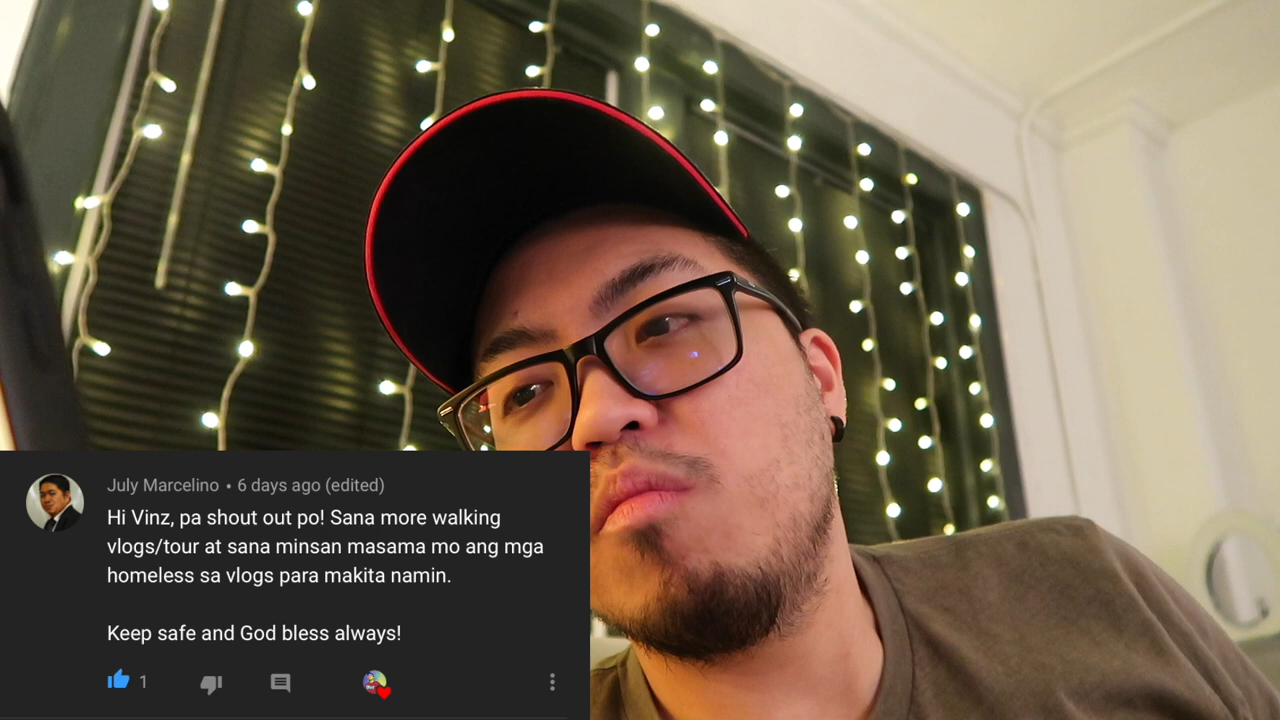 July Marcelino • 6 days ago (edited)
Hi Vinz, pa shout out po! Sana more walking
vlogs/tour at sana minsan masama mo ang mga
homeless sa vlogs para makita namin.
Keep safe and God bless always!
1